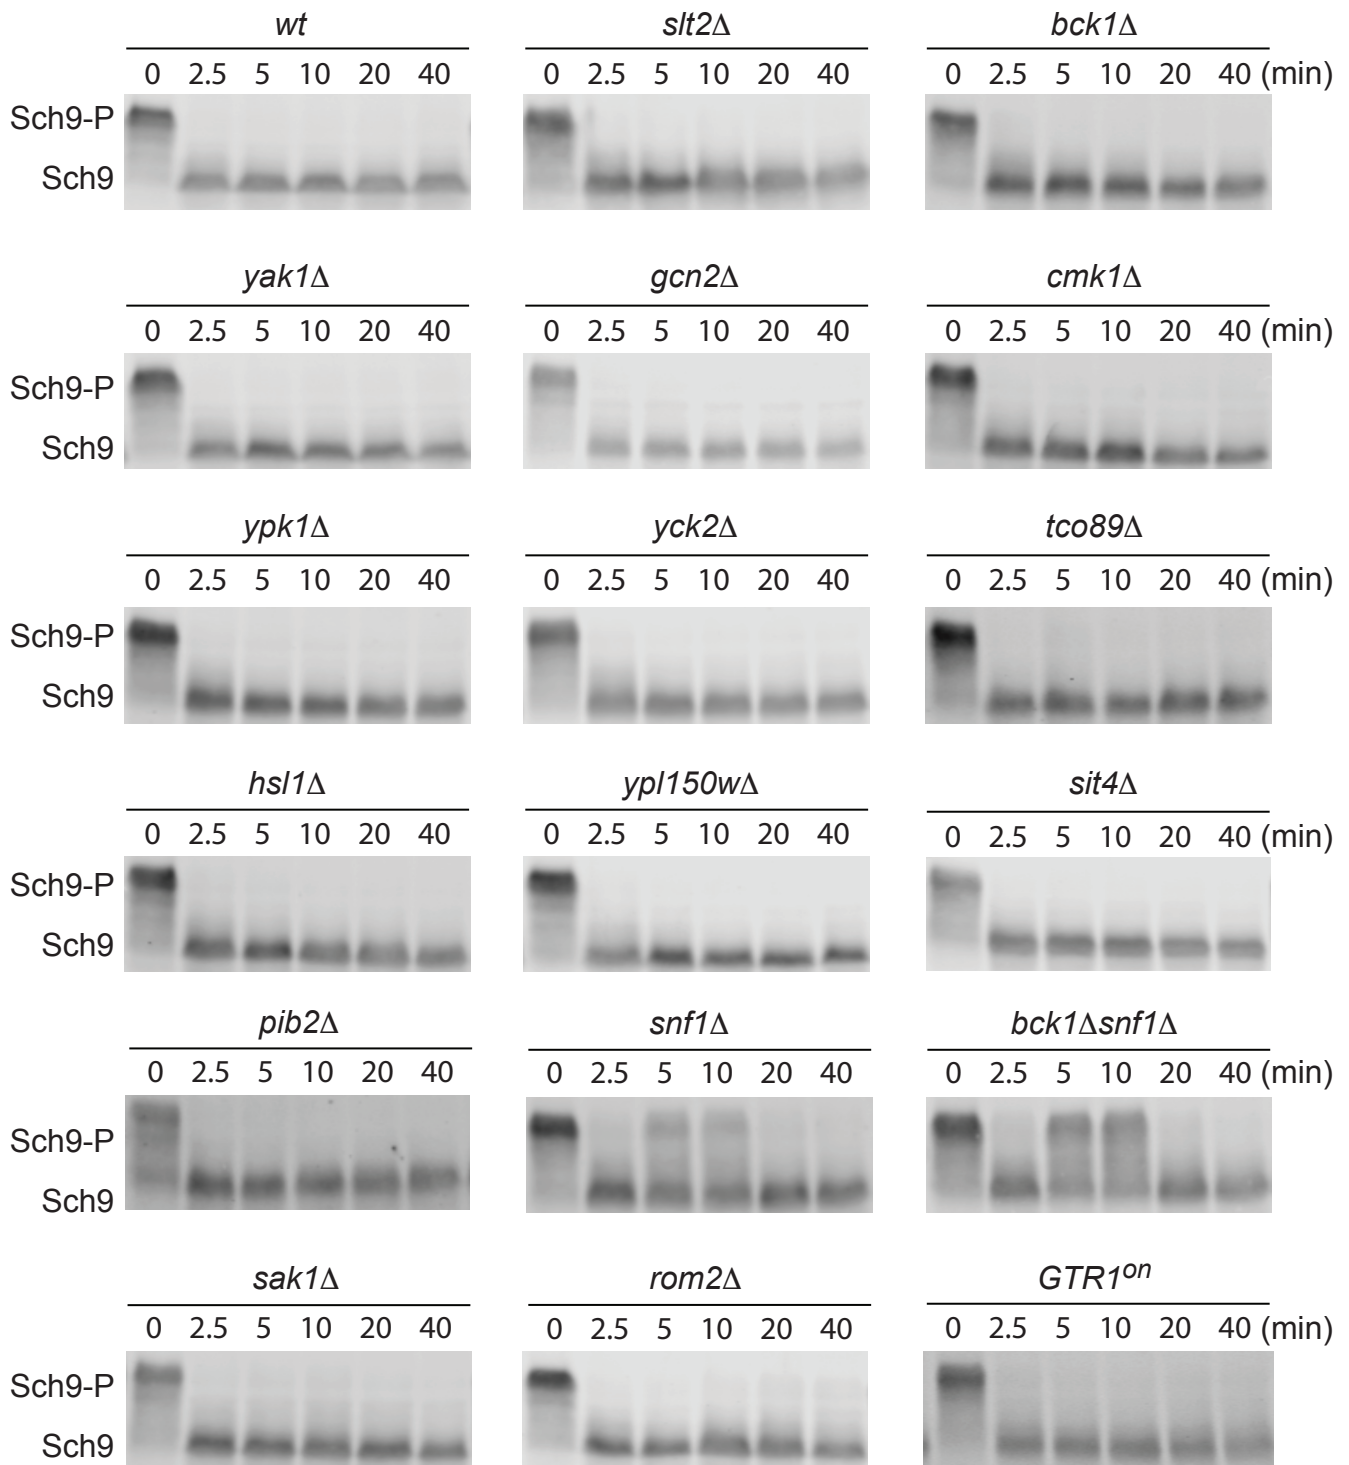 wt slt2Δ bck1Δ
0 2.5 5 10 20 40 0 2.5 5 10 20 40 0 2.5 5 10 20 40 (min)
Sch9-P
Sch9
yak1Δ gcn2Δ cmk1Δ
0 2.5 5 10 20 40 0 2.5 5 10 20 40 0 2.5 5 10 20 40 (min)
Sch9-P
Sch9
ypk1Δ yck2Δ tco89Δ
0 2.5 5 10 20 40 0 2.5 5 10 20 40 0 2.5 5 10 20 40 (min)
Sch9-P
Sch9
hsl1Δ ypl150wΔ sit4Δ
0 2.5 5 10 20 40 0 2.5 5 10 20 40 0 2.5 5 10 20 40 (min)
Sch9-P
Sch9
pib2Δ snf1Δ bck1Δsnf1Δ
0 2.5 5 10 20 40 0 2.5 5 10 20 40 0 2.5 5 10 20 40 (min)
Sch9-P
Sch9
sak1Δ rom2Δ GTR1on
0 2.5 5 10 20 40 0 2.5 5 10 20 40 0 2.5 5 10 20 40 (min)
Sch9-P
Sch9